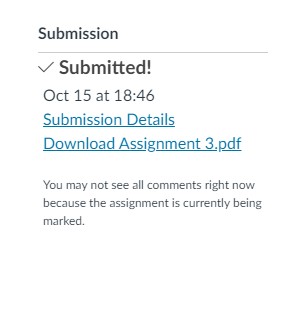 Submission
Submitted!
Oct 15 at 18:46
Submission Details
Download Assignment 3.pdf
You may not see all comments right now
because the assignment is currently being
marked.